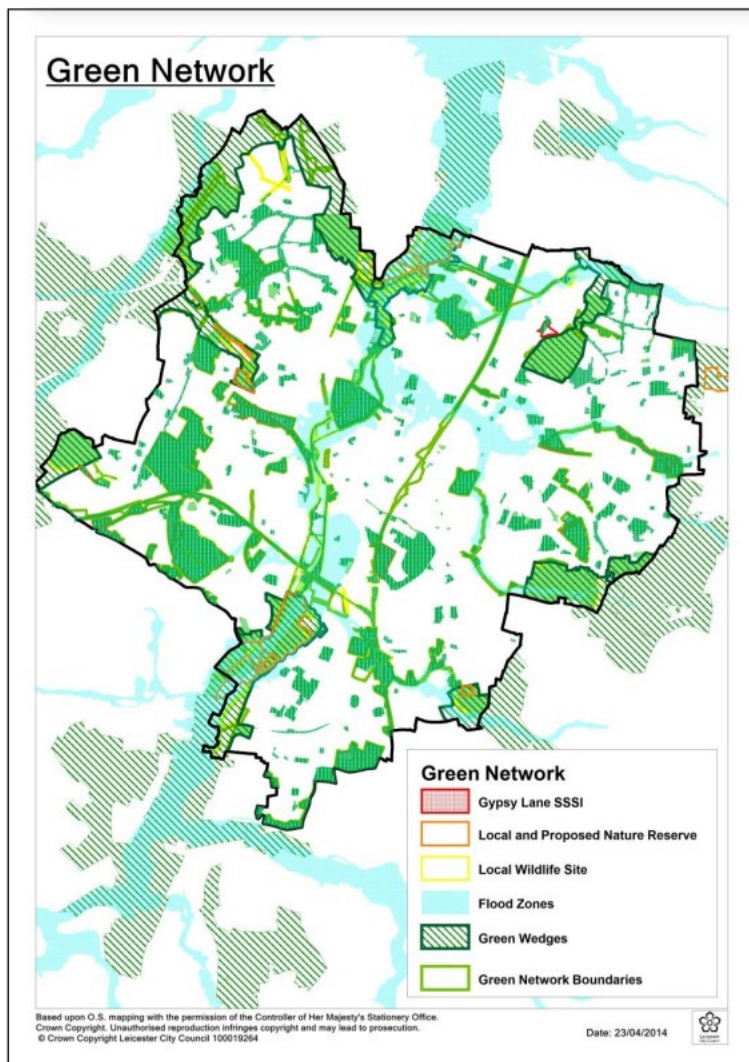 Green Network
Green Network
Gypsy Lane SSSI
Local and Proposed Nature Reserve
Local Wildlife Site
Flood Zones
Green Wedges
Green Network Boundaries
Based upon O.S. mapping with the permission of the Controller of Her Majesty's Stationery Office.
Crown Copyright. Unauthorised reproduction infringes copyright and may lead to prosecution.
© Crown Copyright Leicester City Council 100019264
Date: 23/04/2014
Leicester
City Council